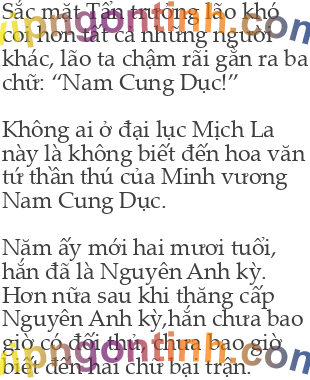 Sắc mặt Tần trưởng lão khó
coi hơn tất cả những người
khác, lão ta chậm rãi gằn ra ba
chữ: “Nam Cung Dục!”
Không ai ở đại lục Mịch La
này là không biết đến hoa văn
tứ thần thú của Minh vương
Nam Cung Dục.
Năm ấy mới hai mươi tuổi,
hắn đã là Nguyên Anh kỳ.
Hơn nữa sau khi thăng cấp
Nguyên Anh kỳ,hắn chưa bao
giờ có đối thủ, chưa bao giờ
biết đến hai chữ bại trận.